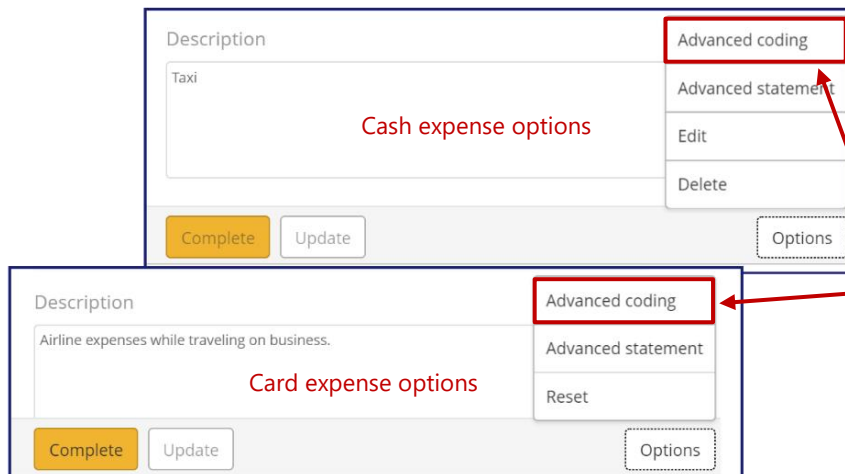 Description
Advanced coding
Taxi
Advanced statement
Cash expense options
Edit
Delete
Complete
Update
Options
Description
Advanced coding
Airline expenses while traveling on business.
Advanced statement
Card expense options
Reset
Complete
Update
Options